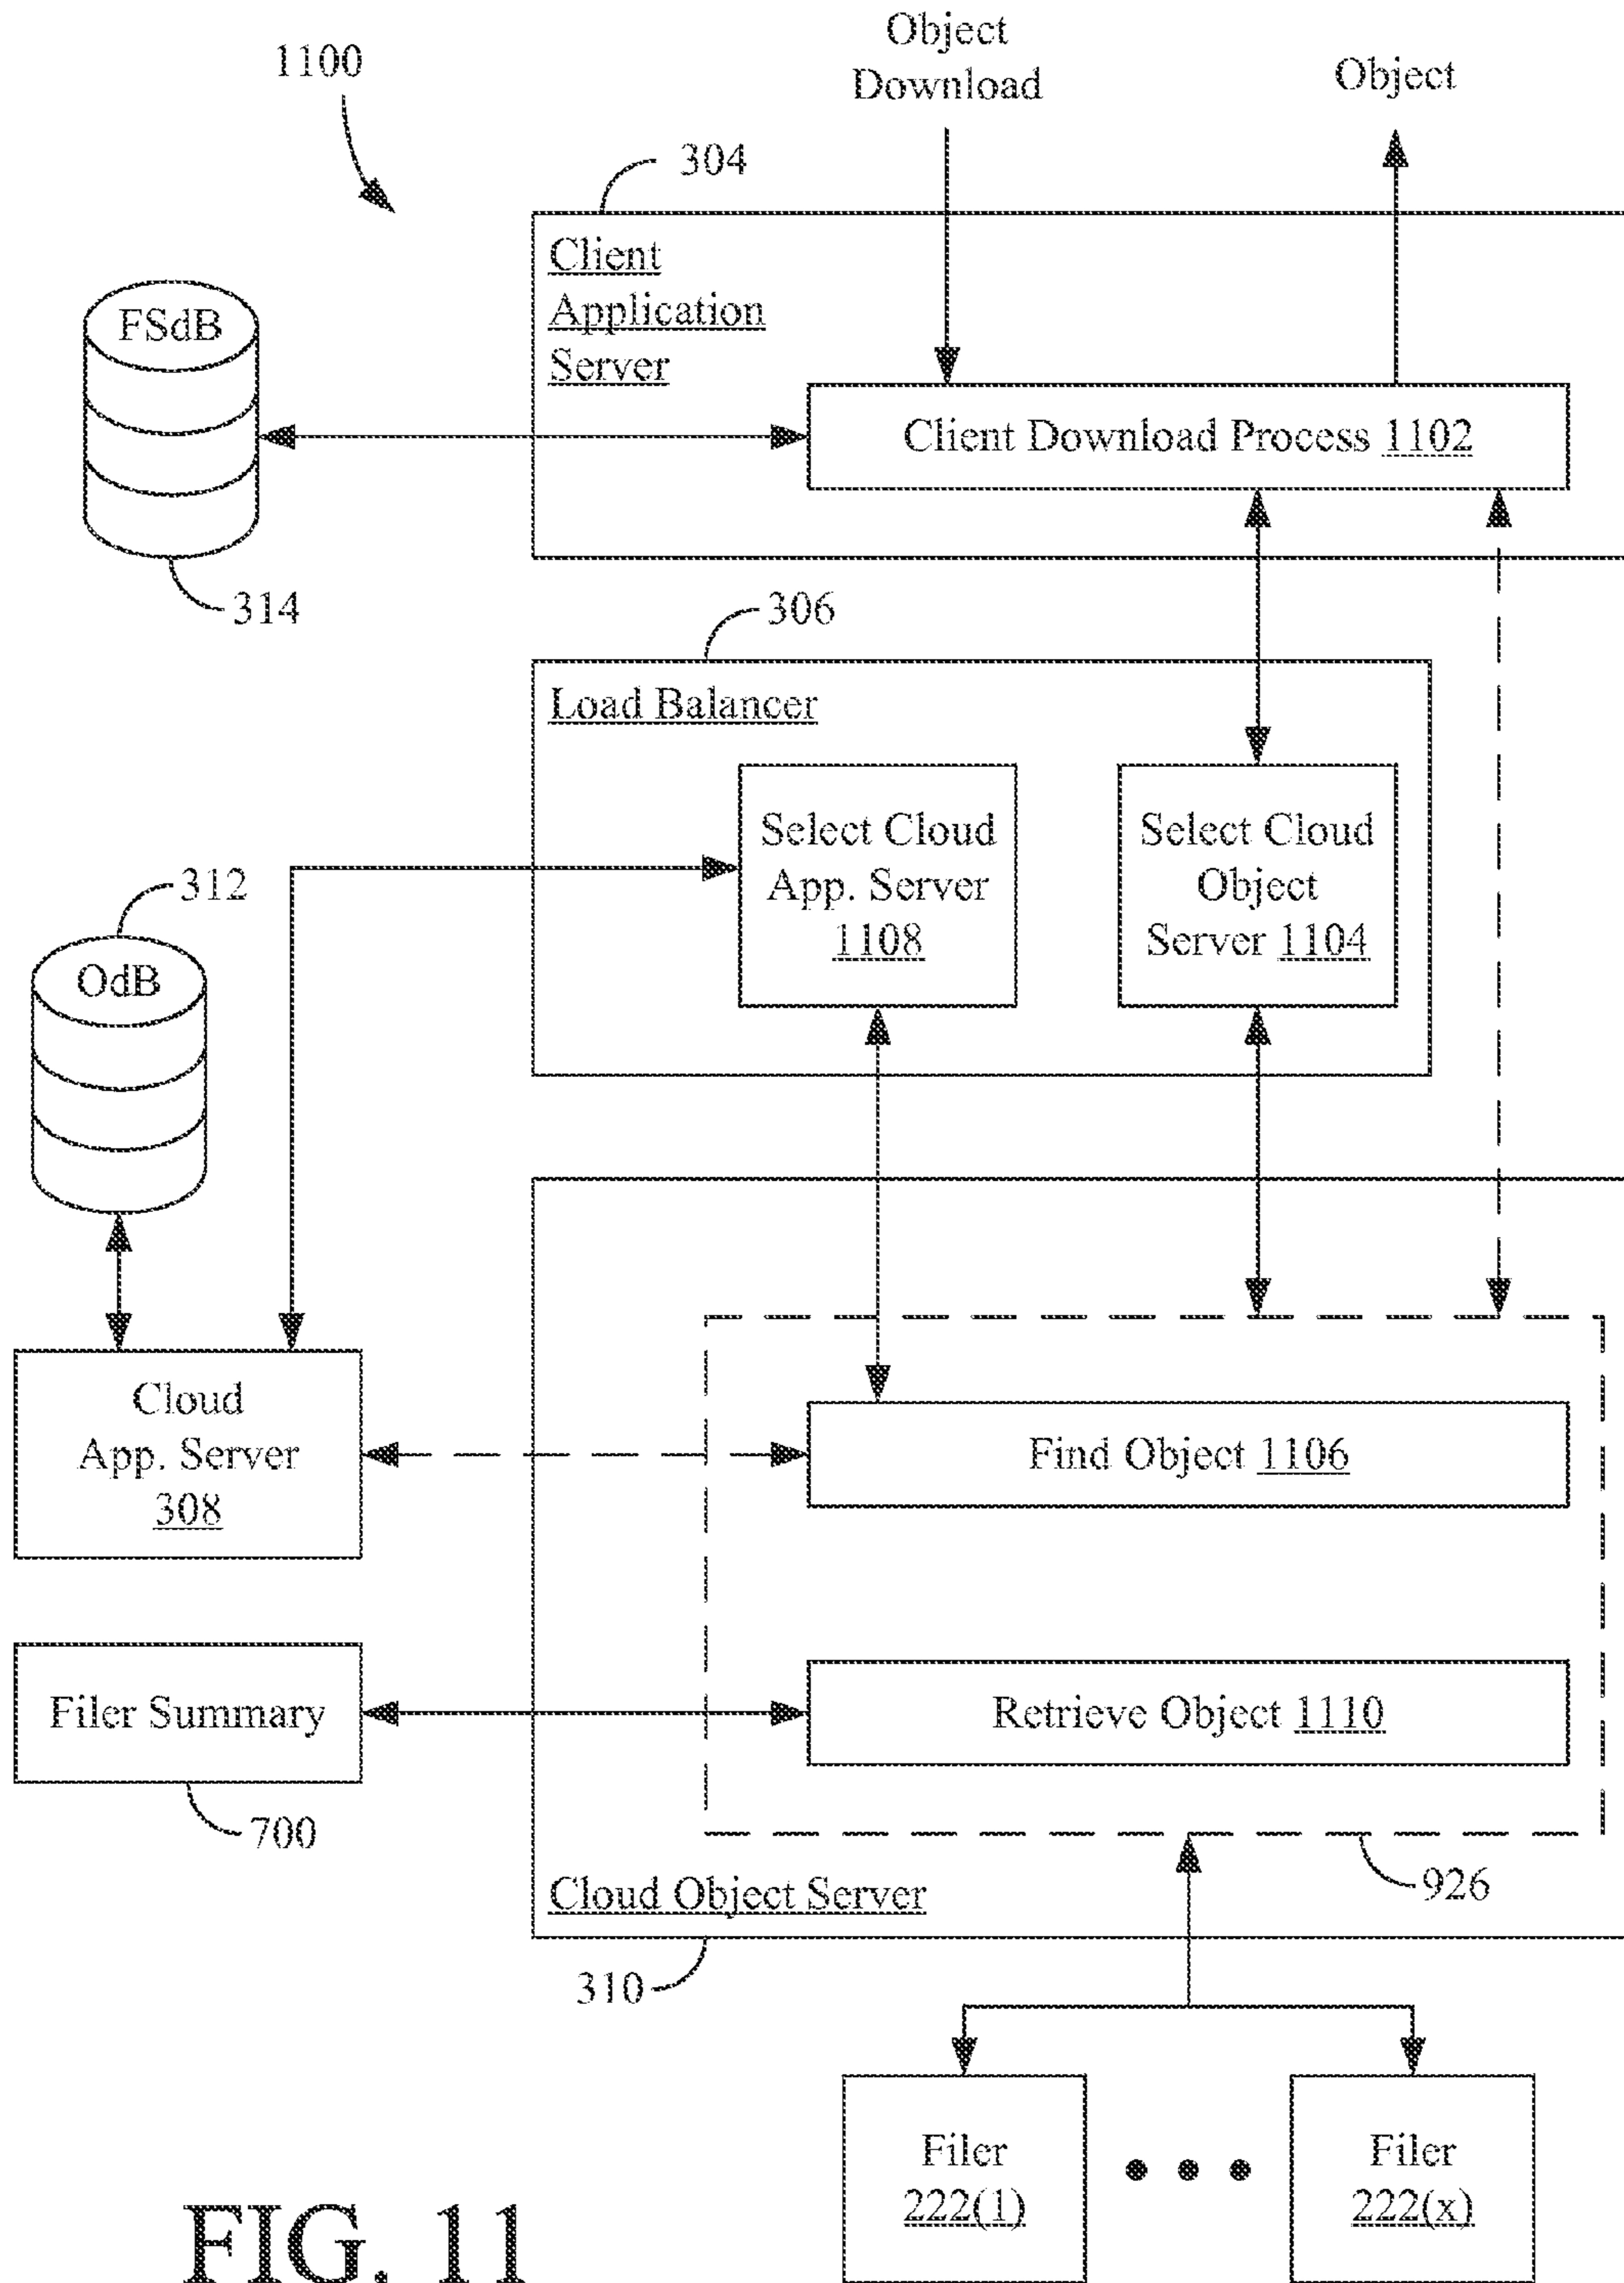 1100
Object
Download
Object
304
Client
Application
Server
FSdB
Client Download Process 1102
314
306
Load Balancer
Select Cloud
App. Server
1108
Select Cloud
Object
Server 1104
312
OdB
Cloud
App. Server
308
Find Object 1106
Filer Summary
Retrieve Object 1110
700
926
Cloud Object Server
310
Filer
222(1)
Filer
222(x)
FIG. 11